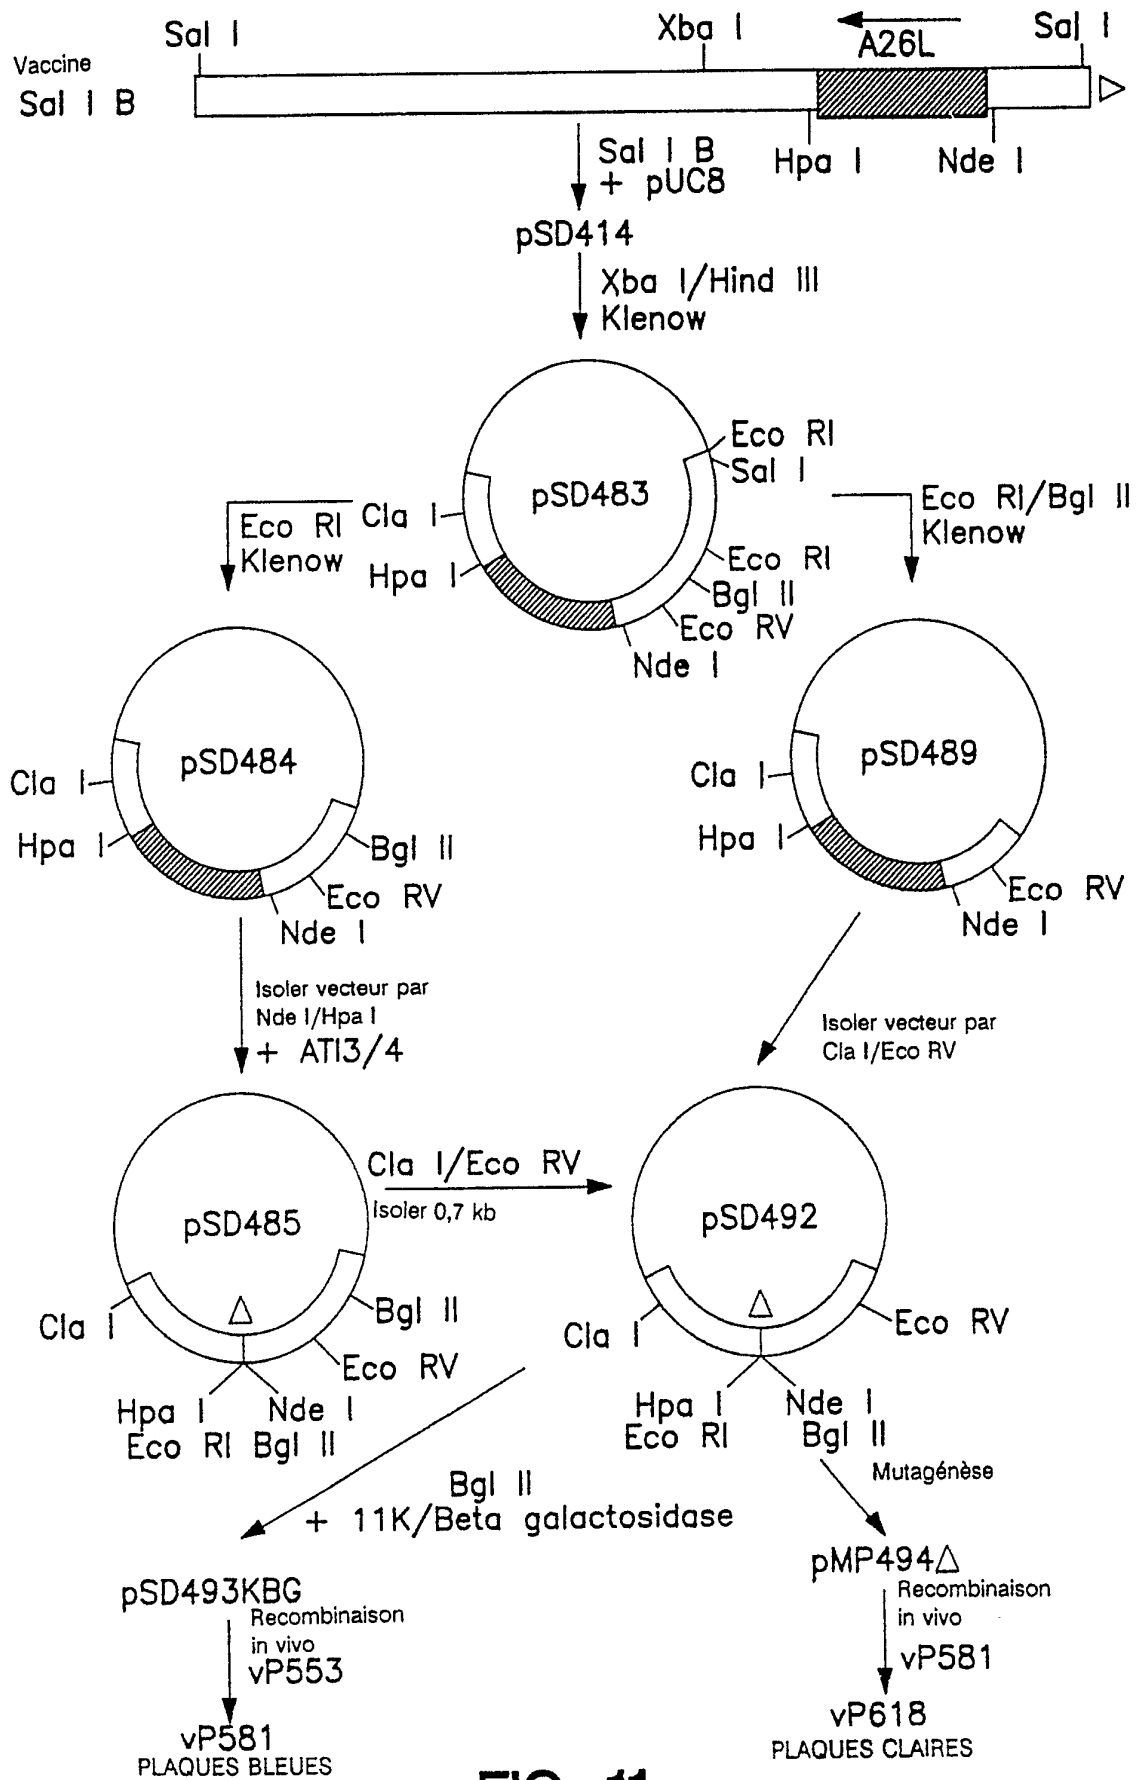 Sal I
Xba I
A26L
Sal I
Vaccine
Sal I B
Hpa I
Nde I
Sal I B
+ pUC8
pSD414
Xba I/Hind III
Klenow
pSD483
Eco RI
Sal I
Eco RI
Bgl II
Eco RV
Nde I
Cla I
Hpa I
Eco RI
Klenow
Eco RI/Bgl II
Klenow
pSD484
Cla I
Hpa I
Bgl II
Eco RV
Nde I
pSD489
Cla I
Hpa I
Eco RV
Nde I
Isoler vecteur par
Nde I/Hpa I
+ ATI3/4
Isoler vecteur par
Cla I/Eco RV
pSD485
Cla I/Eco RV
Isoler 0,7 kb
pSD492
Cla I
Bgl II
Eco RV
Hpa I Nde I
Eco RI Bgl II
Cla I
Eco RV
Hpa I Nde I
Eco RI Bgl II
Mutagénèse
Bgl II
+ 11K/Beta galactosidase
pSD493KBG
Recombinaison
in vivo
vP553
vP581
PLAQUES BLEUES
pMP494Δ
Recombinaison
in vivo
vP581
vP618
PLAQUES CLAIRES
FIG. 11